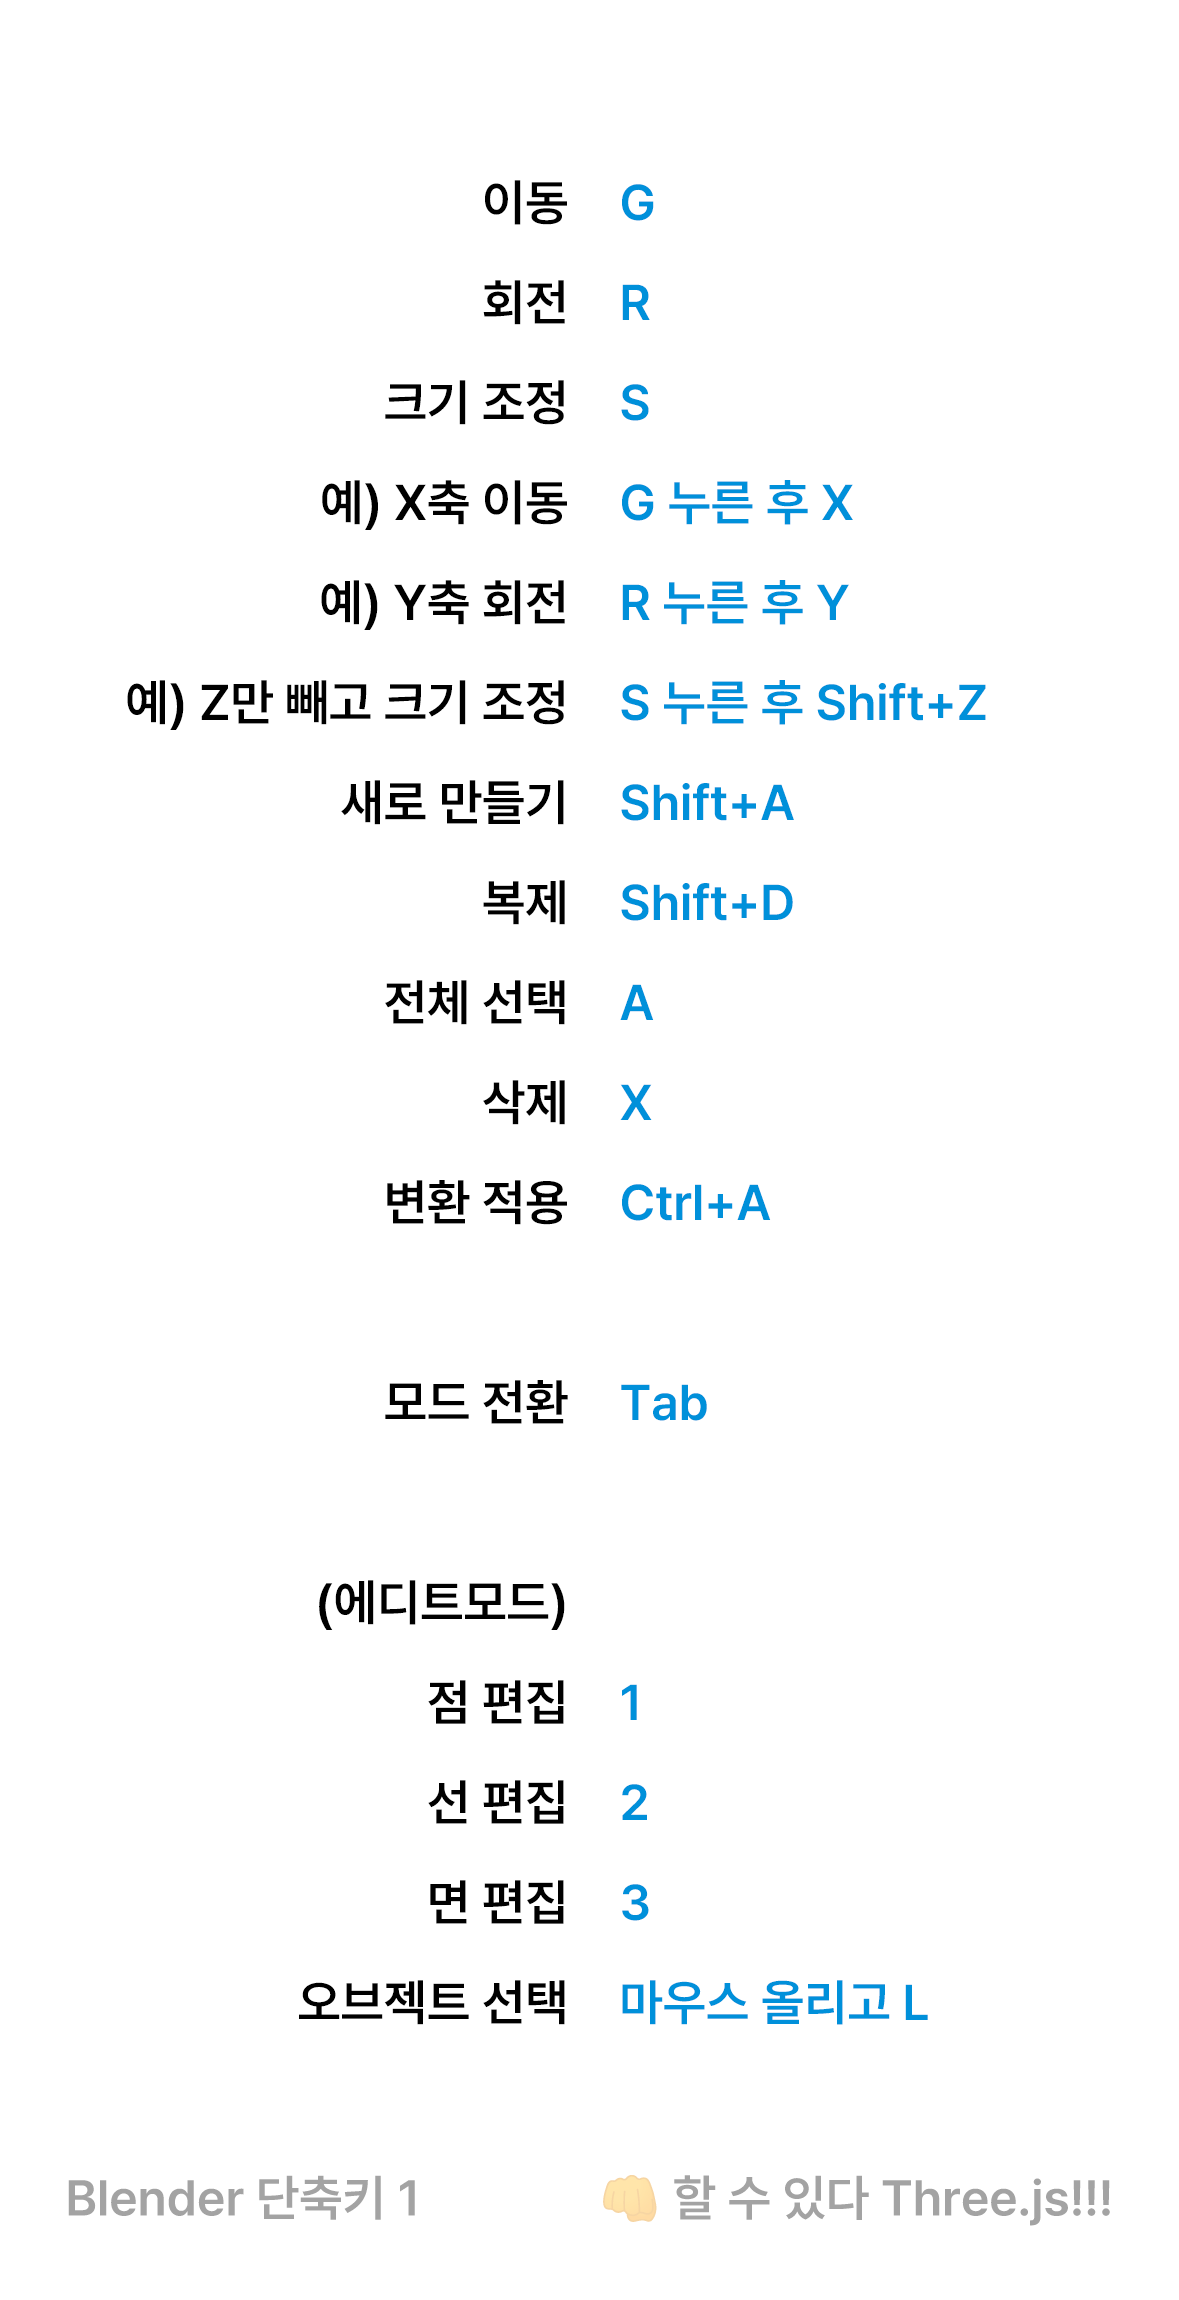 이동 G
회전 R
크기 조정 S
예) X축 이동 G 누른 후 X
예) Y축 회전 R 누른 후 Y
예) Z만 빼고 크기 조정 S 누른 후 Shift+Z
새로 만들기 Shift+A
복제 Shift+D
전체 선택 A
삭제 X
변환 적용 Ctrl+A
모드 전환 Tab
(에디트모드)
점 편집 1
선 편집 2
면 편집 3
오브젝트 선택 마우스 올리고 L
Blender 단축키 1 👊 할 수 있다 Three.js!!!